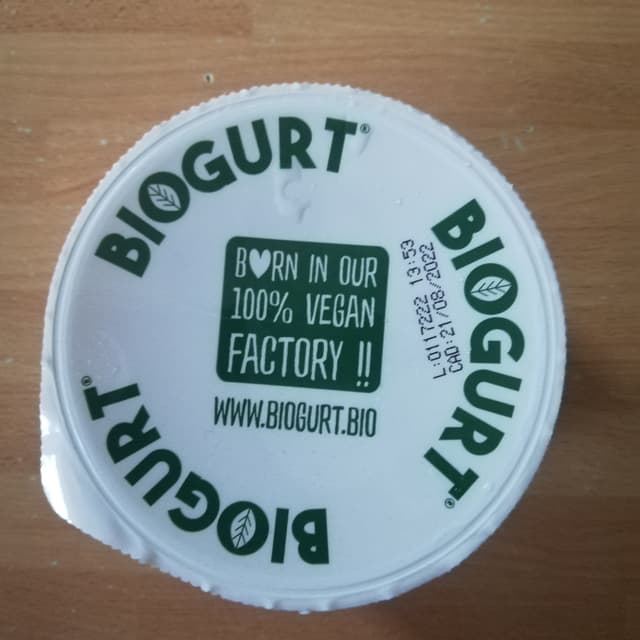 BIOGURT®
BIOGURT®
BIOGURT®
B♥RN IN OUR
100% VEGAN
FACTORY !!
WWW.BIOGURT.BIO
L:0117222 13:53
CAD:21/08/2022